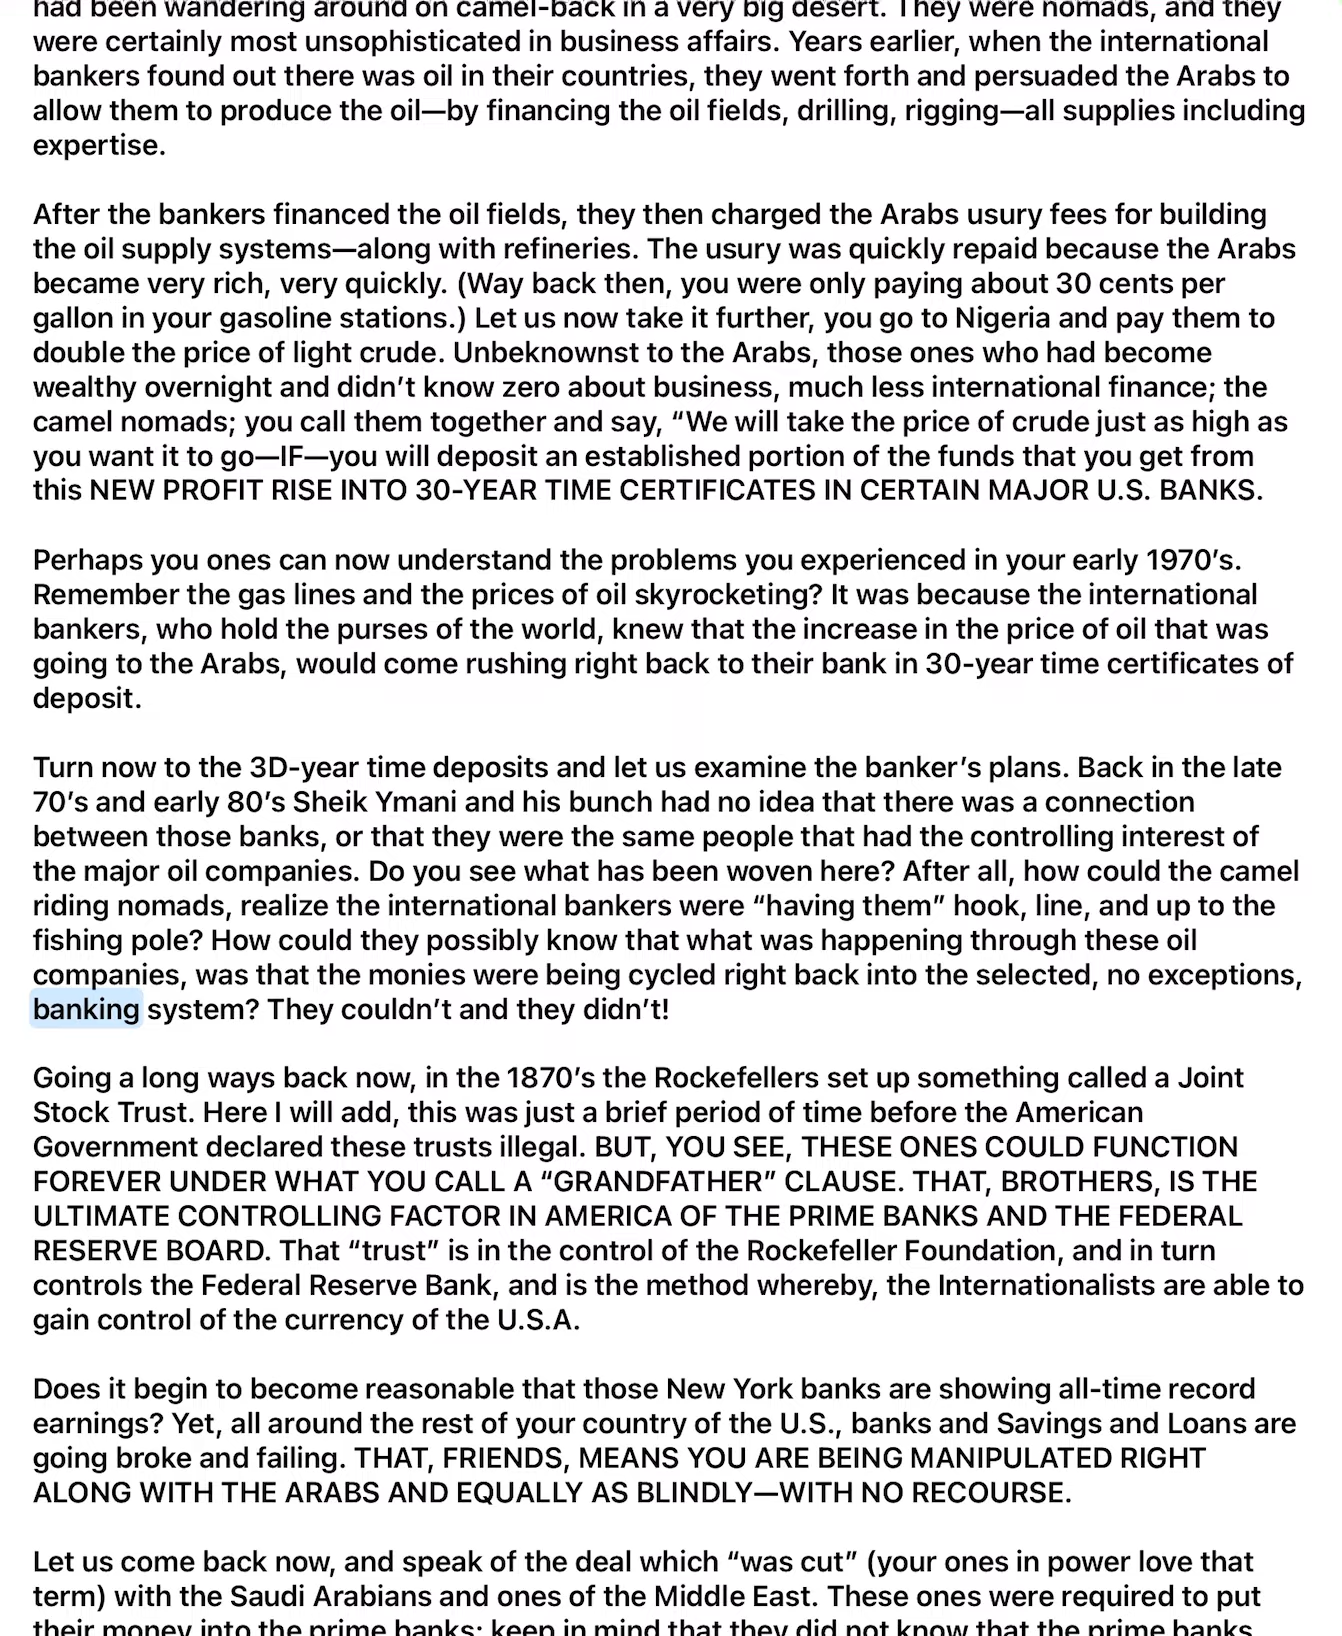 had been wandering around on camel-back in a very big desert. They were nomads, and they
were certainly most unsophisticated in business affairs. Years earlier, when the international
bankers found out there was oil in their countries, they went forth and persuaded the Arabs to
allow them to produce the oil—by financing the oil fields, drilling, rigging—all supplies including
expertise.
After the bankers financed the oil fields, they then charged the Arabs usury fees for building
the oil supply systems—along with refineries. The usury was quickly repaid because the Arabs
became very rich, very quickly. (Way back then, you were only paying about 30 cents per
gallon in your gasoline stations.) Let us now take it further, you go to Nigeria and pay them to
double the price of light crude. Unbeknownst to the Arabs, those ones who had become
wealthy overnight and didn’t know zero about business, much less international finance; the
camel nomads; you call them together and say, “We will take the price of crude just as high as
you want it to go—IF—you will deposit an established portion of the funds that you get from
this NEW PROFIT RISE INTO 30-YEAR TIME CERTIFICATES IN CERTAIN MAJOR U.S. BANKS.
Perhaps you ones can now understand the problems you experienced in your early 1970’s.
Remember the gas lines and the prices of oil skyrocketing? It was because the international
bankers, who hold the purses of the world, knew that the increase in the price of oil that was
going to the Arabs, would come rushing right back to their bank in 30-year time certificates of
deposit.
Turn now to the 3D-year time deposits and let us examine the banker’s plans. Back in the late
70’s and early 80’s Sheik Ymani and his bunch had no idea that there was a connection
between those banks, or that they were the same people that had the controlling interest of
the major oil companies. Do you see what has been woven here? After all, how could the camel
riding nomads, realize the international bankers were “having them” hook, line, and up to the
fishing pole? How could they possibly know that what was happening through these oil
companies, was that the monies were being cycled right back into the selected, no exceptions,
banking system? They couldn’t and they didn’t!
Going a long ways back now, in the 1870’s the Rockefellers set up something called a Joint
Stock Trust. Here I will add, this was just a brief period of time before the American
Government declared these trusts illegal. BUT, YOU SEE, THESE ONES COULD FUNCTION
FOREVER UNDER WHAT YOU CALL A “GRANDFATHER” CLAUSE. THAT, BROTHERS, IS THE
ULTIMATE CONTROLLING FACTOR IN AMERICA OF THE PRIME BANKS AND THE FEDERAL
RESERVE BOARD. That “trust” is in the control of the Rockefeller Foundation, and in turn
controls the Federal Reserve Bank, and is the method whereby, the Internationalists are able to
gain control of the currency of the U.S.A.
Does it begin to become reasonable that those New York banks are showing all-time record
earnings? Yet, all around the rest of your country of the U.S., banks and Savings and Loans are
going broke and failing. THAT, FRIENDS, MEANS YOU ARE BEING MANIPULATED RIGHT
ALONG WITH THE ARABS AND EQUALLY AS BLINDLY—WITH NO RECOURSE.
Let us come back now, and speak of the deal which “was cut” (your ones in power love that
term) with the Saudi Arabians and ones of the Middle East. These ones were required to put
their money into the prime banks; keep in mind that they did not know that the prime banks